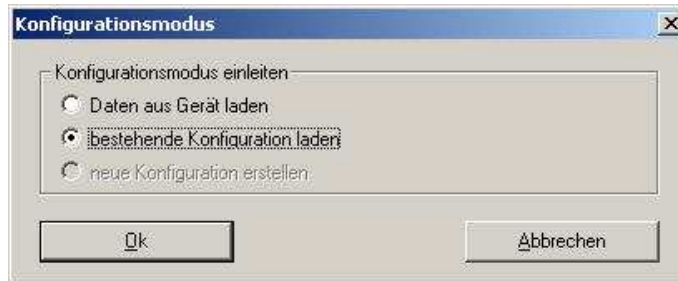 Konfigurationsmodus
Konfigurationsmodus einleiten
Daten aus Gerät laden
bestehende Konfiguration laden
neue Konfiguration erstellen
Ok
Abbrechen